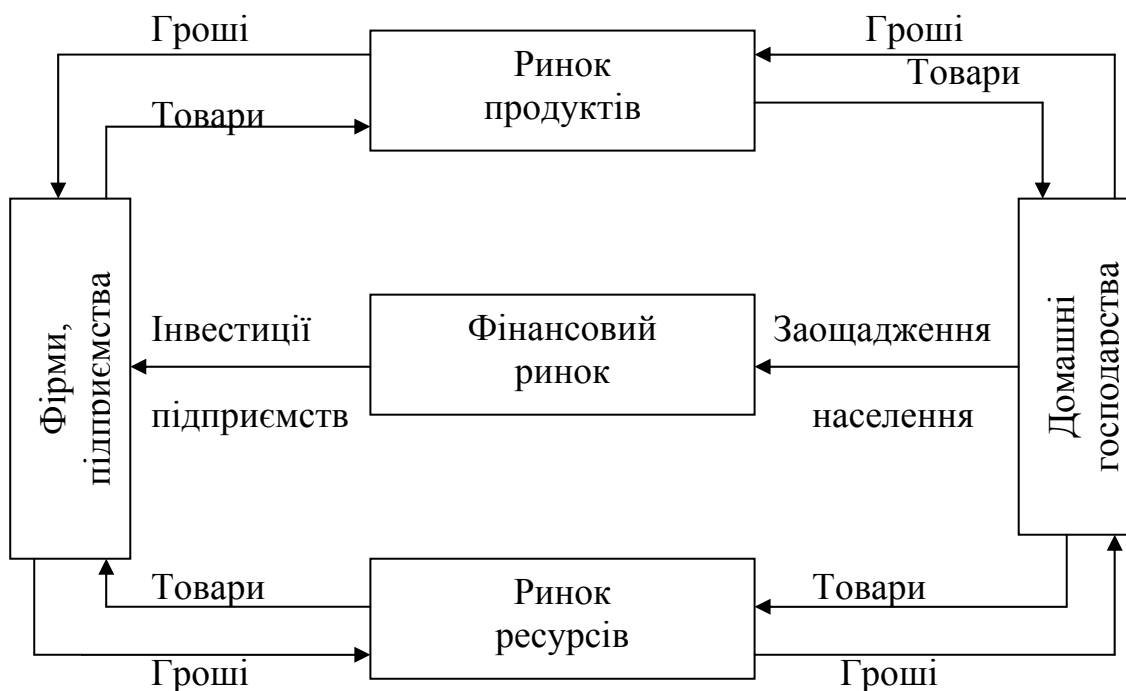 Гроші
Ринок
продуктів
Гроші
Товари
Товари
Фірми,
підприємства
Інвестиції
підприємств
Фінансовий
ринок
Заощадження
населення
Домашні
господарства
Товари
Ринок
ресурсів
Товари
Гроші
Гроші